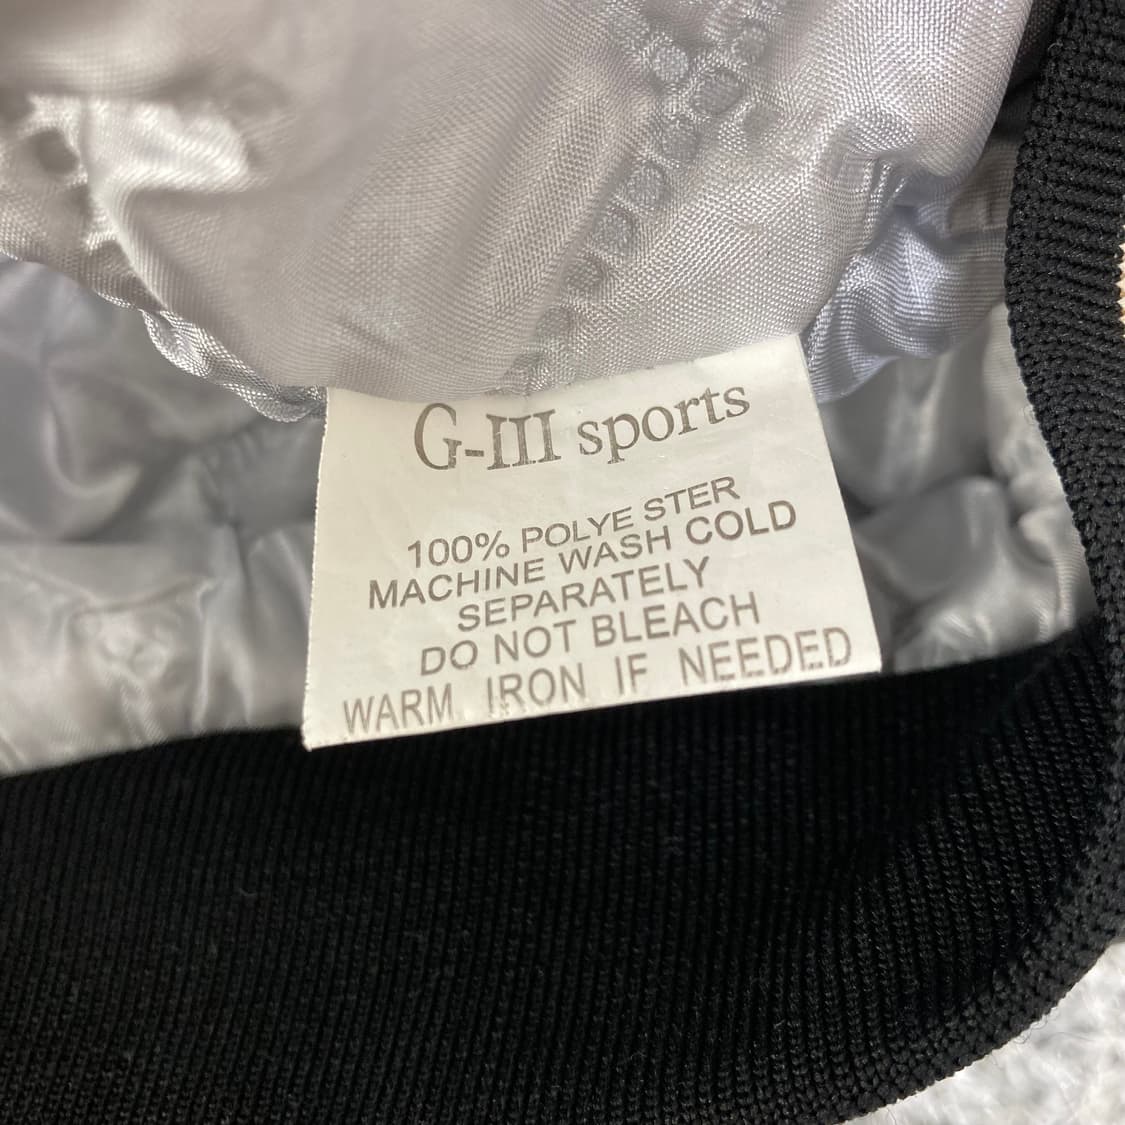 G-III sports
100% POLYE STER
MACHINE WASH COLD
SEPARATELY
DO NOT BLEACH
WARM IRON IF NEEDED